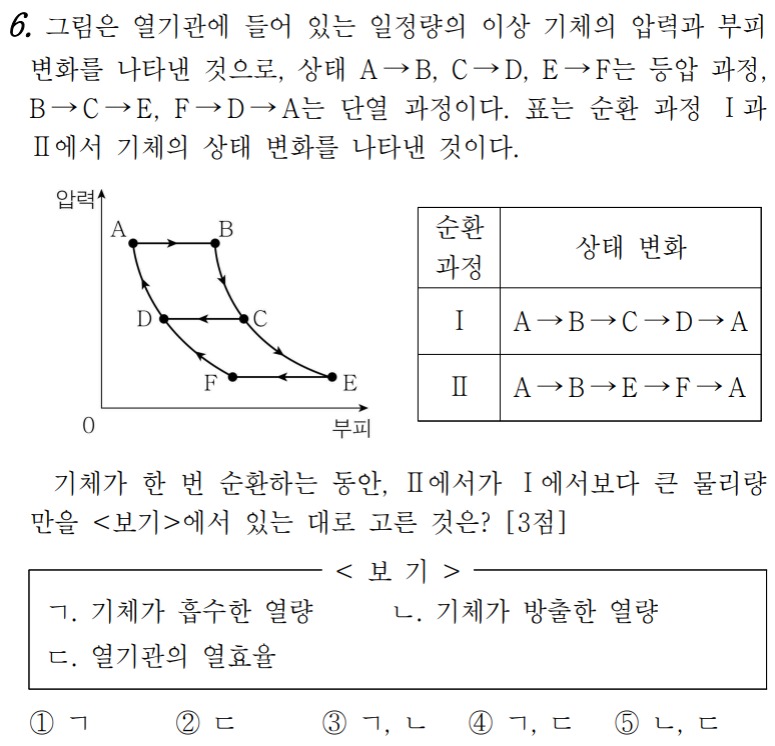 6. 그림은 열기관에 들어 있는 일정량의 이상 기체의 압력과 부피
변화를 나타낸 것으로, 상태 A→B, C→D, E→F는 등압 과정,
B→C→E, F→D→A는 단열 과정이다. 표는 순환 과정 Ⅰ과
Ⅱ에서 기체의 상태 변화를 나타낸 것이다.
압력
A
B
D
C
F
E
0
부피
순환
과정
상태 변화
Ⅰ
A→B→C→D→A
Ⅱ
A→B→E→F→A
기체가 한 번 순환하는 동안, Ⅱ에서가 Ⅰ에서보다 큰 물리량
만을 <보기>에서 있는 대로 고른 것은? [3점]
< 보 기 >
ㄱ. 기체가 흡수한 열량 ㄴ. 기체가 방출한 열량
ㄷ. 열기관의 열효율
① ㄱ ② ㄷ ③ ㄱ, ㄴ ④ ㄱ, ㄷ ⑤ ㄴ, ㄷ